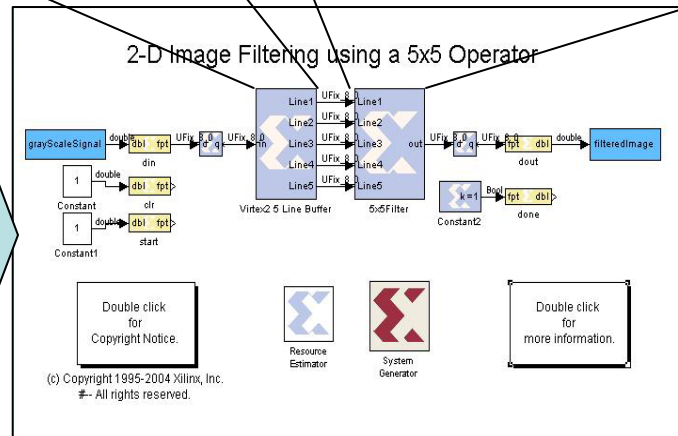 2-D Image Filtering using a 5x5 Operator
grayScaleSignal
double
dbl fpt
din
UFix_8_0
d q
UFix_8_0
in
Line1
Line2
Line3
Line4
Line5
Virtex2 5 Line Buffer
UFix_8_0
UFix_8_0
UFix_8_0
UFix_8_0
UFix_8_0
Line1
Line2
Line3
Line4
Line5
out
5x5Filter
UFix_8_0
d q
UFix_8_0
fpt dbl
dout
double
filteredImage
1
Constant
double
dbl fpt
clr
1
Constant1
double
dbl fpt
start
k =1
Constant2
Bool
fpt dbl
done
Double click
for
Copyright Notice.
(c) Copyright 1995-2004 Xilinx, Inc.
#-- All rights reserved.
Resource
Estimator
System
Generator
Double click
for
more information.